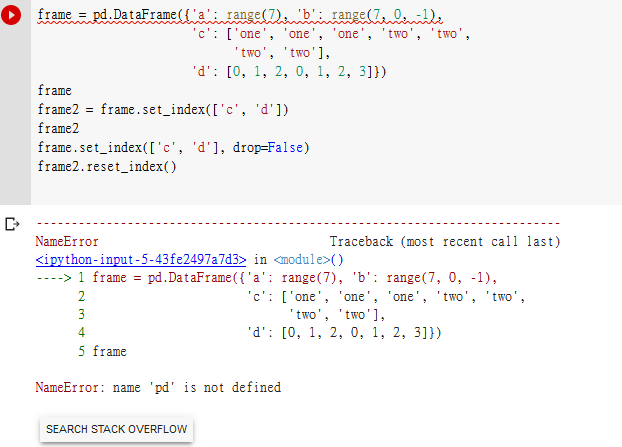 frame = pd.DataFrame({'a': range(7), 'b': range(7, 0, -1),
                      'c': ['one', 'one', 'one', 'two', 'two',
                            'two', 'two'],
                      'd': [0, 1, 2, 0, 1, 2, 3]})
frame
frame2 = frame.set_index(['c', 'd'])
frame2
frame.set_index(['c', 'd'], drop=False)
frame2.reset_index()
---------------------------------------------------------------------------
NameError                                 Traceback (most recent call last)
<ipython-input-5-43fe2497a7d3> in <module>()
----> 1 frame = pd.DataFrame({'a': range(7), 'b': range(7, 0, -1),
      2                       'c': ['one', 'one', 'one', 'two', 'two',
      3                             'two', 'two'],
      4                       'd': [0, 1, 2, 0, 1, 2, 3]})
      5 frame
NameError: name 'pd' is not defined
SEARCH STACK OVERFLOW